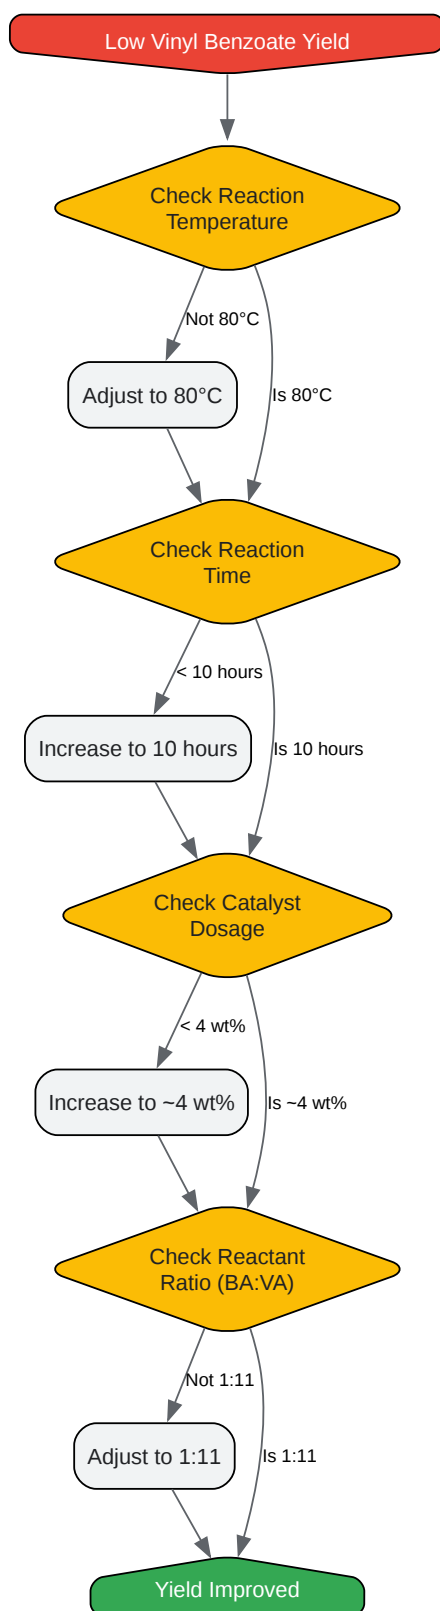 Low Vinyl Benzoate Yield
Check Reaction
Temperature
Not 80°C
Adjust to 80°C
Is 80°C
Check Reaction
Time
< 10 hours
Increase to 10 hours
Is 10 hours
Check Catalyst
Dosage
< 4 wt%
Increase to ~4 wt%
Is ~4 wt%
Check Reactant
Ratio (BA:VA)
Not 1:11
Adjust to 1:11
Is 1:11
Yield Improved